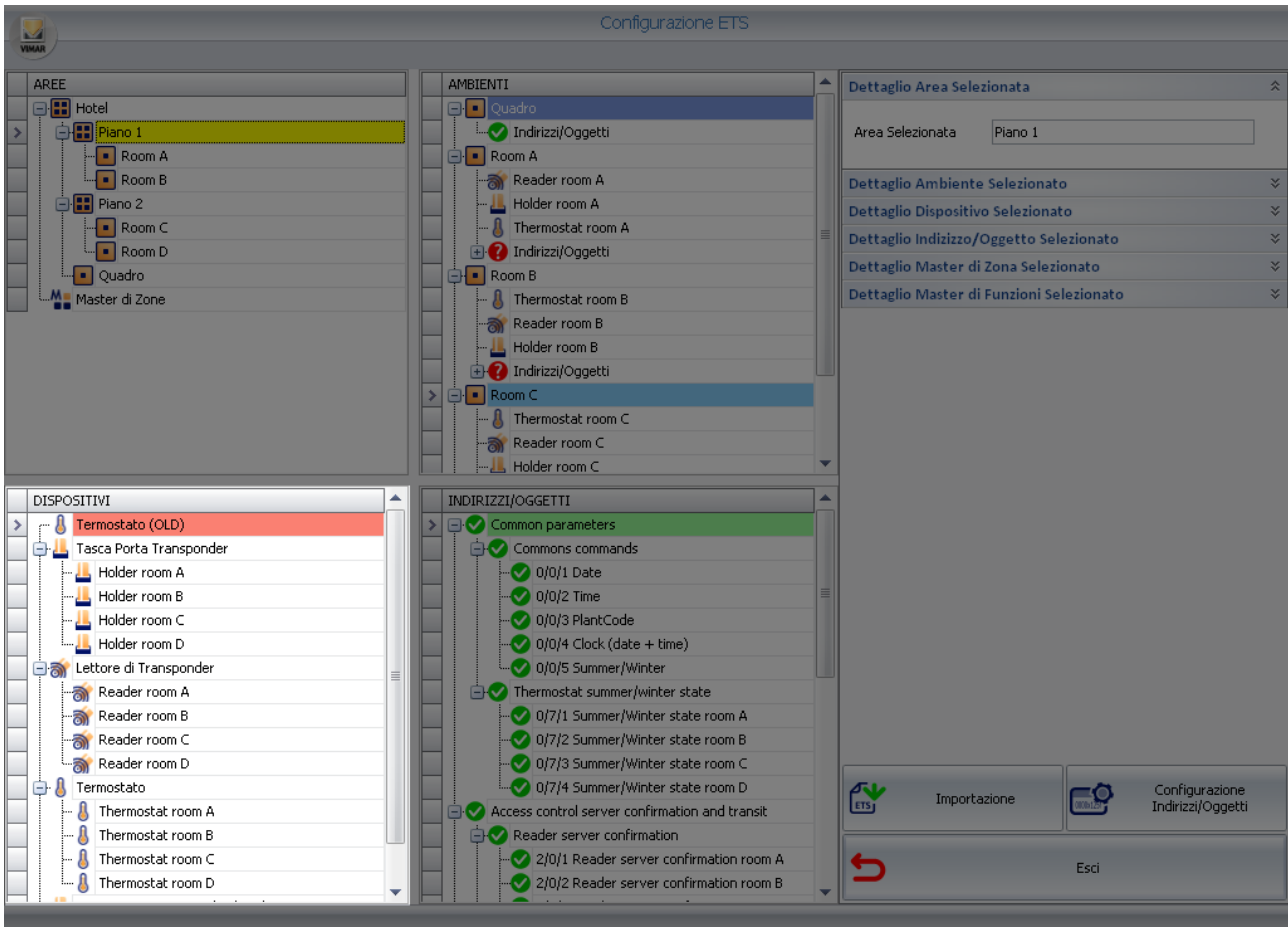 Configurazione ETS
VIMAR
AREE
Hotel
Piano 1
Room A
Room B
Piano 2
Room C
Room D
Quadro
Master di Zone
AMBIENTI
Quadro
Indirizzi/Oggetti
Room A
Reader room A
Holder room A
Thermostat room A
Indirizzi/Oggetti
Room B
Thermostat room B
Reader room B
Holder room B
Indirizzi/Oggetti
Room C
Thermostat room C
Reader room C
Holder room C
Dettaglio Area Selezionata
Area Selezionata Piano 1
Dettaglio Ambiente Selezionato
Dettaglio Dispositivo Selezionato
Dettaglio Indizizzo/Oggetto Selezionato
Dettaglio Master di Zona Selezionato
Dettaglio Master di Funzioni Selezionato
DISPOSITIVI
Termostato (OLD)
Tasca Porta Transponder
Holder room A
Holder room B
Holder room C
Holder room D
Lettore di Transponder
Reader room A
Reader room B
Reader room C
Reader room D
Termostato
Thermostat room A
Thermostat room B
Thermostat room C
Thermostat room D
INDIRIZZI/OGGETTI
Common parameters
Commons commands
0/0/1 Date
0/0/2 Time
0/0/3 PlantCode
0/0/4 Clock (date + time)
0/0/5 Summer/Winter
Thermostat summer/winter state
0/7/1 Summer/Winter state room A
0/7/2 Summer/Winter state room B
0/7/3 Summer/Winter state room C
0/7/4 Summer/Winter state room D
Access control server confirmation and transit
Reader server confirmation
2/0/1 Reader server confirmation room A
2/0/2 Reader server confirmation room B
ETS
Importazione
Configurazione
Indirizzi/Oggetti
Esci